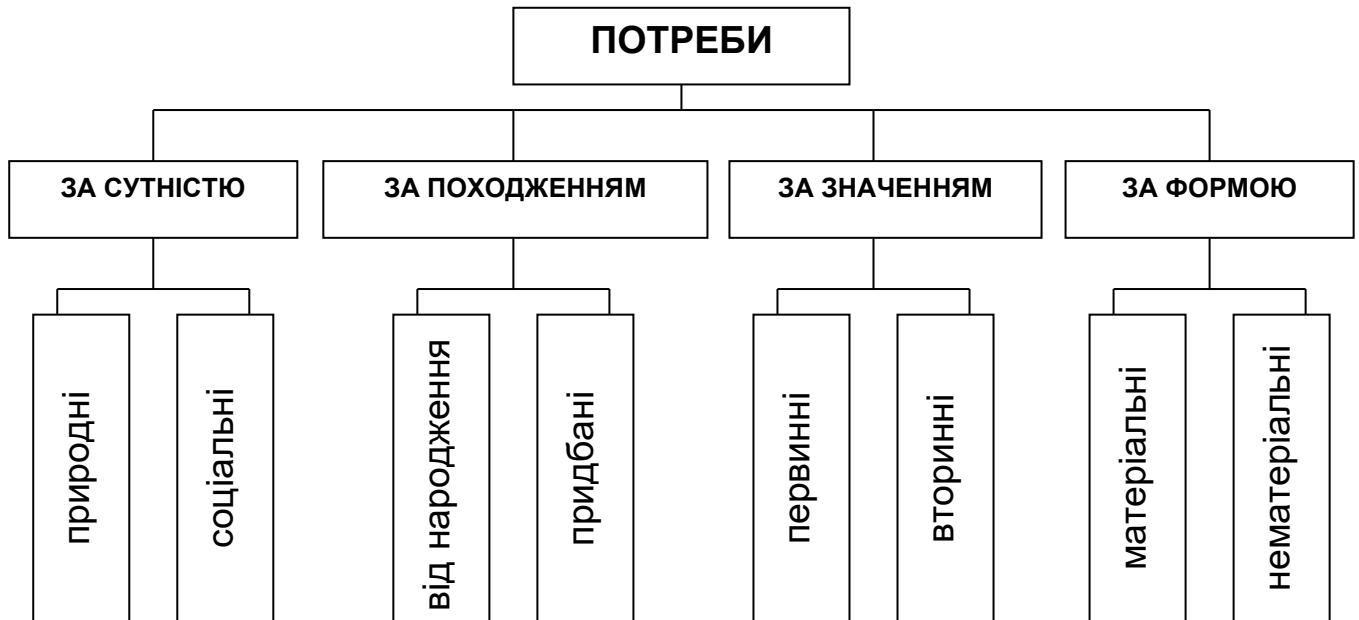 ПОТРЕБИ
ЗА СУТНІСТЮ
ЗА ПОХОДЖЕННЯМ
ЗА ЗНАЧЕННЯМ
ЗА ФОРМОЮ
природні
соціальні
від народження
придбані
первинні
вторинні
матеріальні
нематеріальні